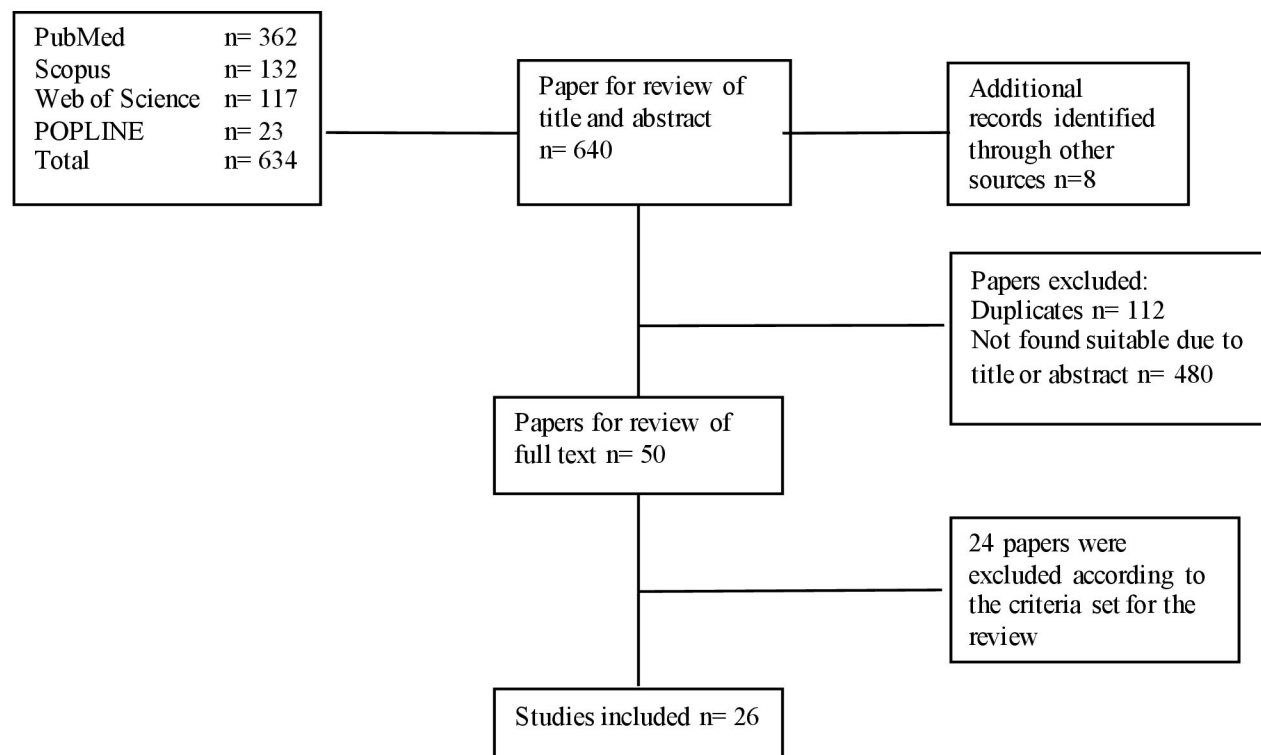 PubMed n= 362
Scopus n= 132
Web of Science n= 117
POPLINE n= 23
Total n= 634
Paper for review of
title and abstract
n= 640
Additional
records identified
through other
sources n=8
Papers excluded:
Duplicates n= 112
Not found suitable due to
title or abstract n= 480
Papers for review of
full text n= 50
24 papers were
excluded according to
the criteria set for the
review
Studies included n= 26